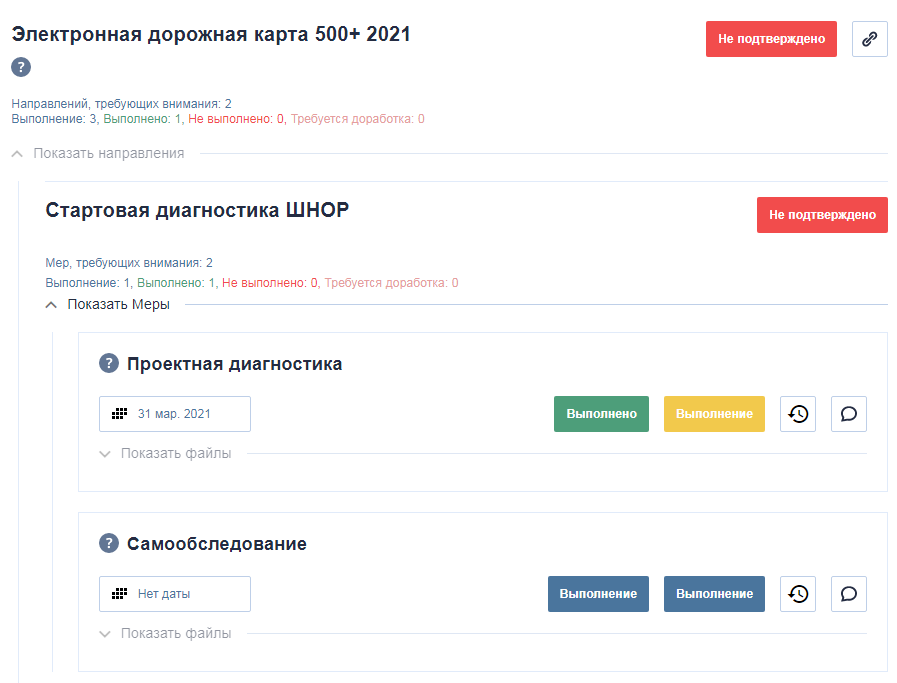 Электронная дорожная карта 500+ 2021
Не подтверждено
?
Направлений, требующих внимания: 2
Выполнение: 3, Выполнено: 1, Не выполнено: 0, Требуется доработка: 0
Показать направления
Стартовая диагностика ШНОР
Не подтверждено
Мер, требующих внимания: 2
Выполнение: 1, Выполнено: 1, Не выполнено: 0, Требуется доработка: 0
Показать Меры
? Проектная диагностика
31 мар. 2021
Выполнено
Выполнение
Показать файлы
? Самообследование
Нет даты
Выполнение
Выполнение
Показать файлы